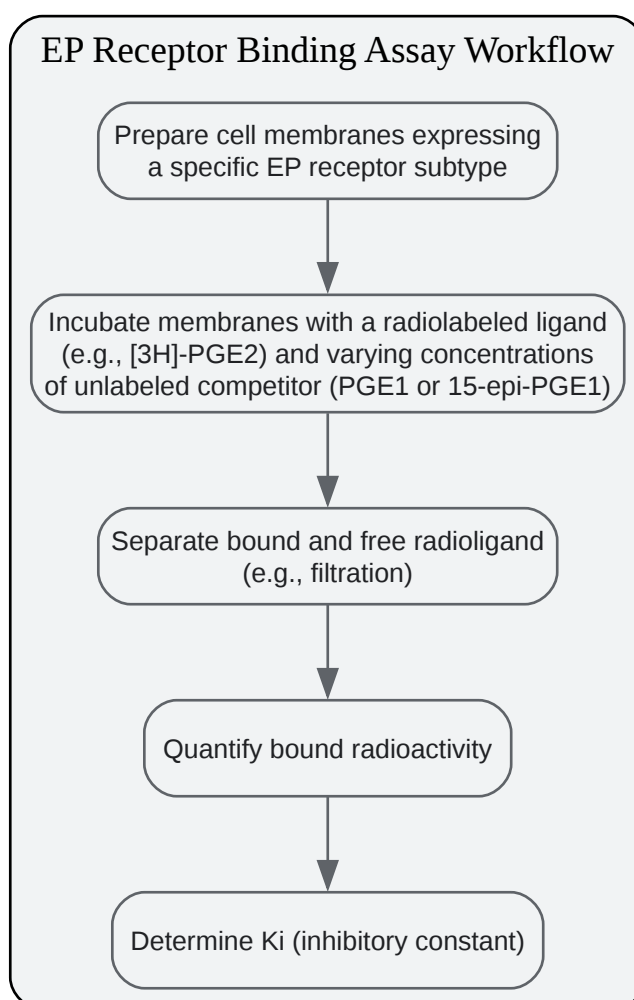 EP Receptor Binding Assay Workflow
Prepare cell membranes expressing
a specific EP receptor subtype
Incubate membranes with a radiolabeled ligand
(e.g., [3H]-PGE2) and varying concentrations
of unlabeled competitor (PGE1 or 15-epi-PGE1)
Separate bound and free radioligand
(e.g., filtration)
Quantify bound radioactivity
Determine Ki (inhibitory constant)